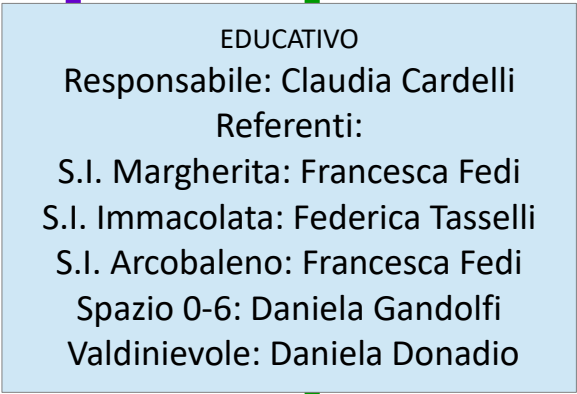 EDUCATIVO
Responsabile: Claudia Cardelli
Referenti:
S.I. Margherita: Francesca Fedi
S.I. Immacolata: Federica Tasselli
S.I. Arcobaleno: Francesca Fedi
Spazio 0-6: Daniela Gandolfi
Valdinievole: Daniela Donadio